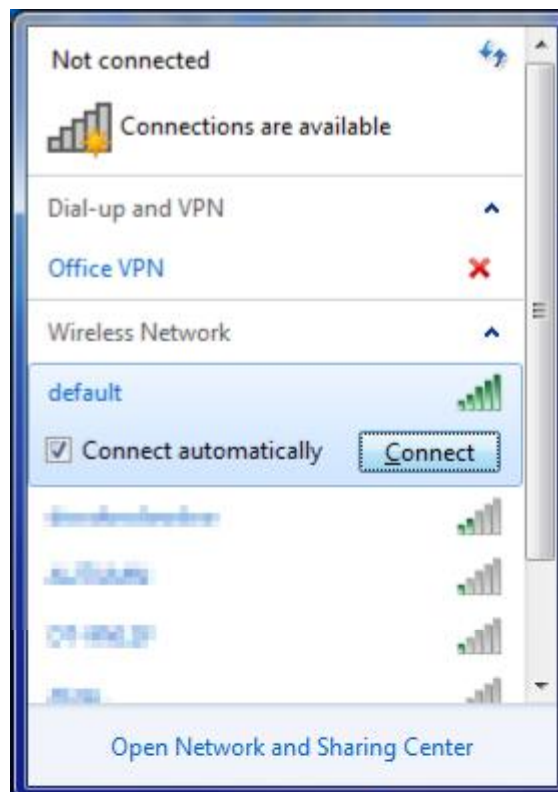 Not connected
Connections are available
Dial-up and VPN
Office VPN
Wireless Network
default
Connect automatically
Connect
Open Network and Sharing Center